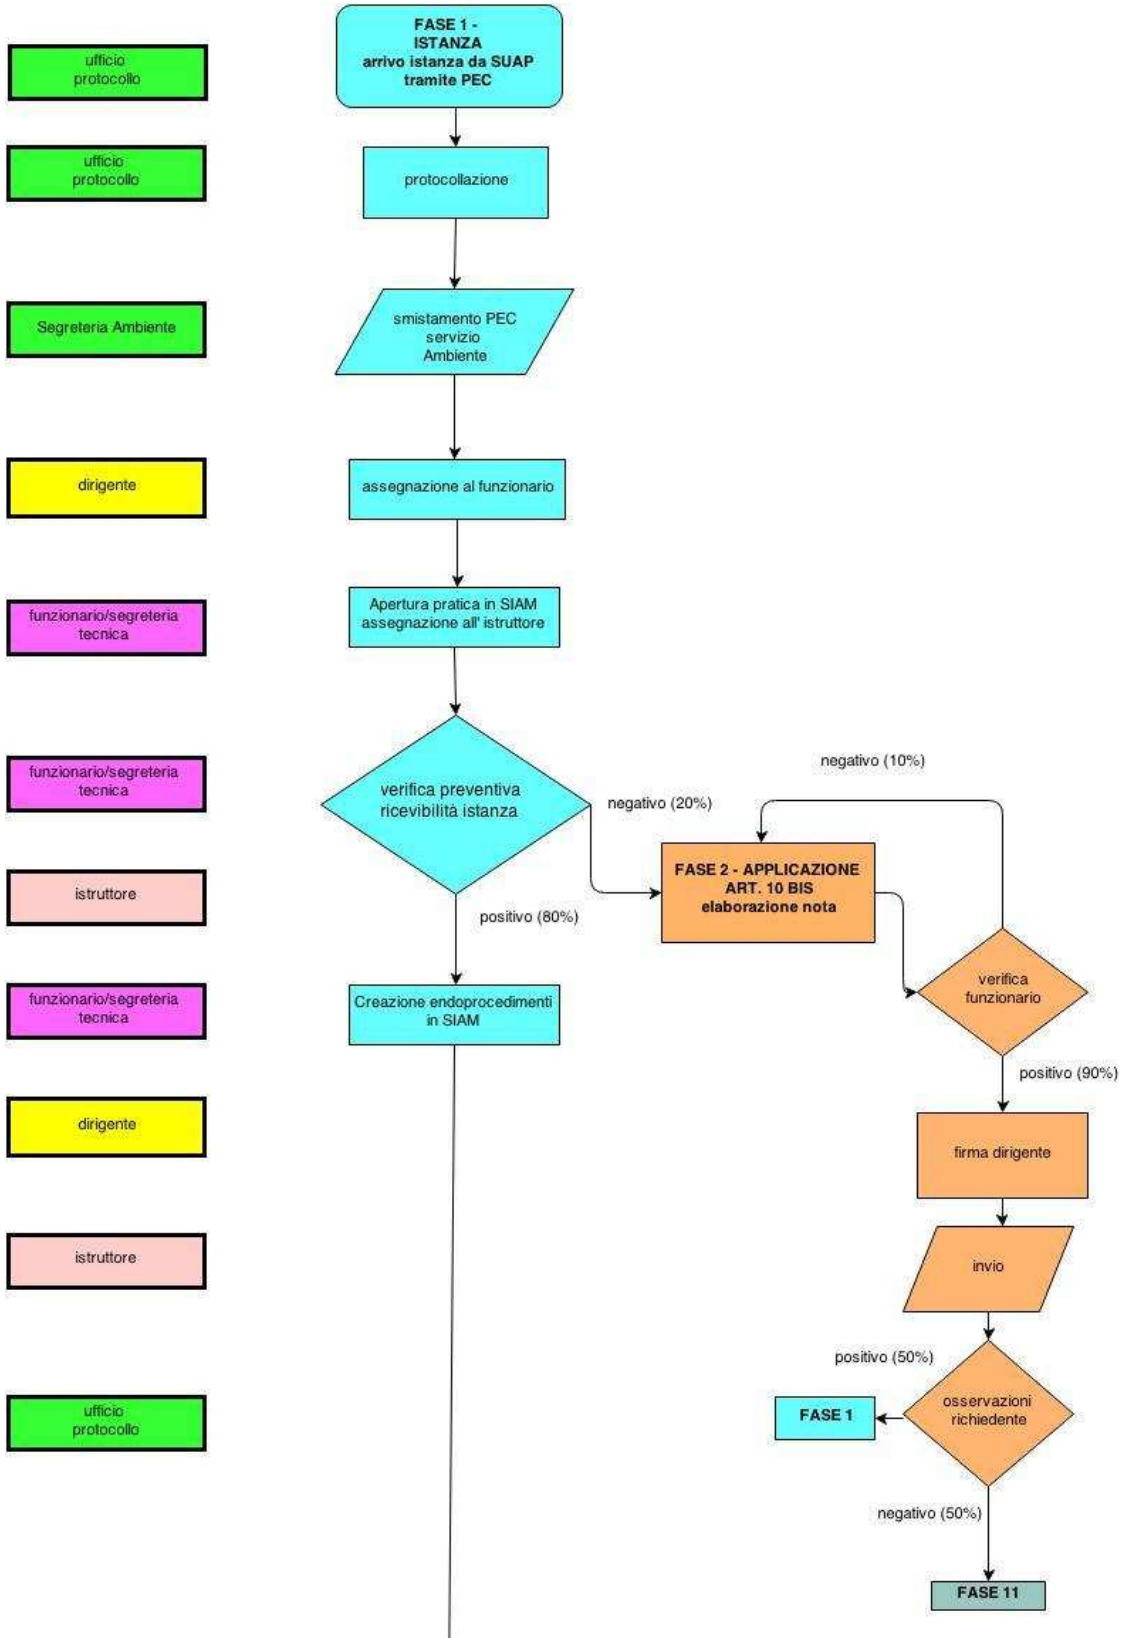 FASE 1 -
ISTANZA
arrivo istanza da SUAP
tramite PEC
ufficio
protocollo
ufficio
protocollo
protocollazione
Segreteria Ambiente
smistamento PEC
servizio
Ambiente
dirigente
assegnazione al funzionario
funzionario/segreteria
tecnica
Apertura pratica in SIAM
assegnazione all' istruttore
funzionario/segreteria
tecnica
verifica preventiva
ricevibilità istanza
negativo (20%)
negativo (10%)
istruttore
positivo (80%)
FASE 2 - APPLICAZIONE
ART. 10 BIS
elaborazione nota
funzionario/segreteria
tecnica
Creazione endoprocedimenti
in SIAM
verifica
funzionario
positivo (90%)
dirigente
firma dirigente
istruttore
invio
positivo (50%)
ufficio
protocollo
FASE 1
osservazioni
richiedente
negativo (50%)
FASE 11